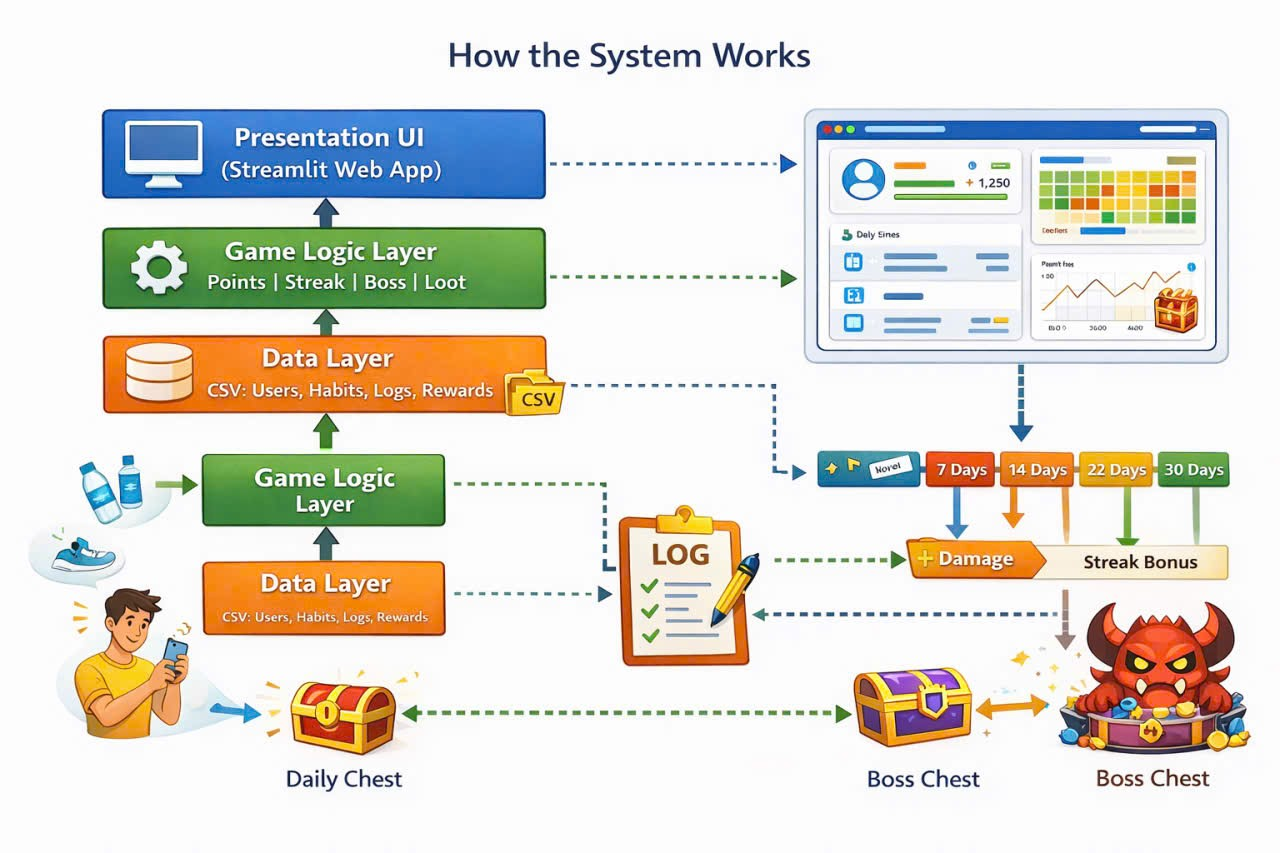 How the System Works
Presentation UI
(Streamlit Web App)
+ 1,250
Game Logic Layer
Points | Streak | Boss | Loot
Daly Eines
Data Layer
CSV: Users, Habits, Logs, Rewards
CSV
Game Logic
Layer
7 Days
14 Days
22 Days
30 Days
LOG
+ Damage
Streak Bonus
Data Layer
CSV: Users, Habits, Logs, Rewards
Daily Chest
Boss Chest
Boss Chest